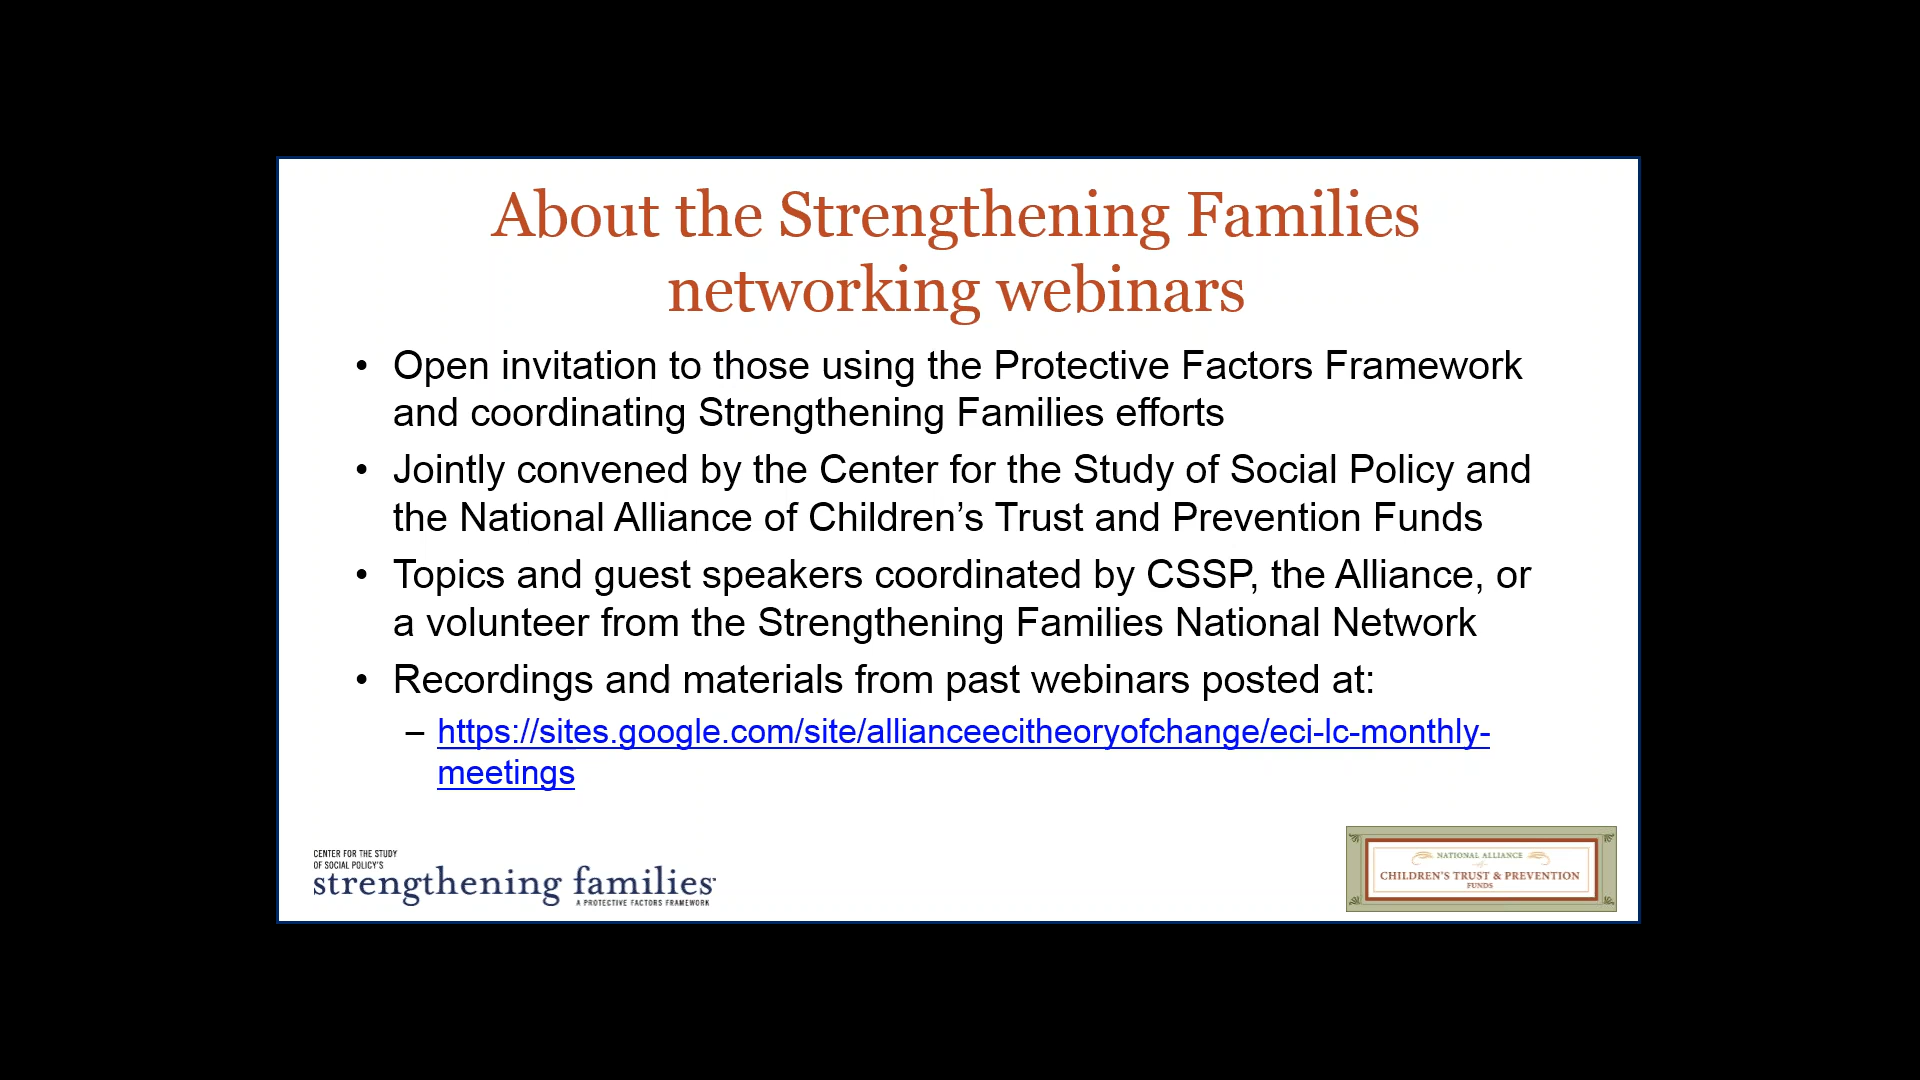 About the Strengthening Families
networking webinars
• Open invitation to those using the Protective Factors Framework
and coordinating Strengthening Families efforts
• Jointly convened by the Center for the Study of Social Policy and
the National Alliance of Children’s Trust and Prevention Funds
• Topics and guest speakers coordinated by CSSP, the Alliance, or
a volunteer from the Strengthening Families National Network
• Recordings and materials from past webinars posted at:
– https://sites.google.com/site/allianceecitheoryofchange/eci-lc-monthly-
meetings
CENTER FOR THE STUDY
OF SOCIAL POLICY'S
strengthening families
A PROTECTIVE FACTORS FRAMEWORK
NATIONAL ALLIANCE
of
CHILDREN'S TRUST & PREVENTION
FUNDS